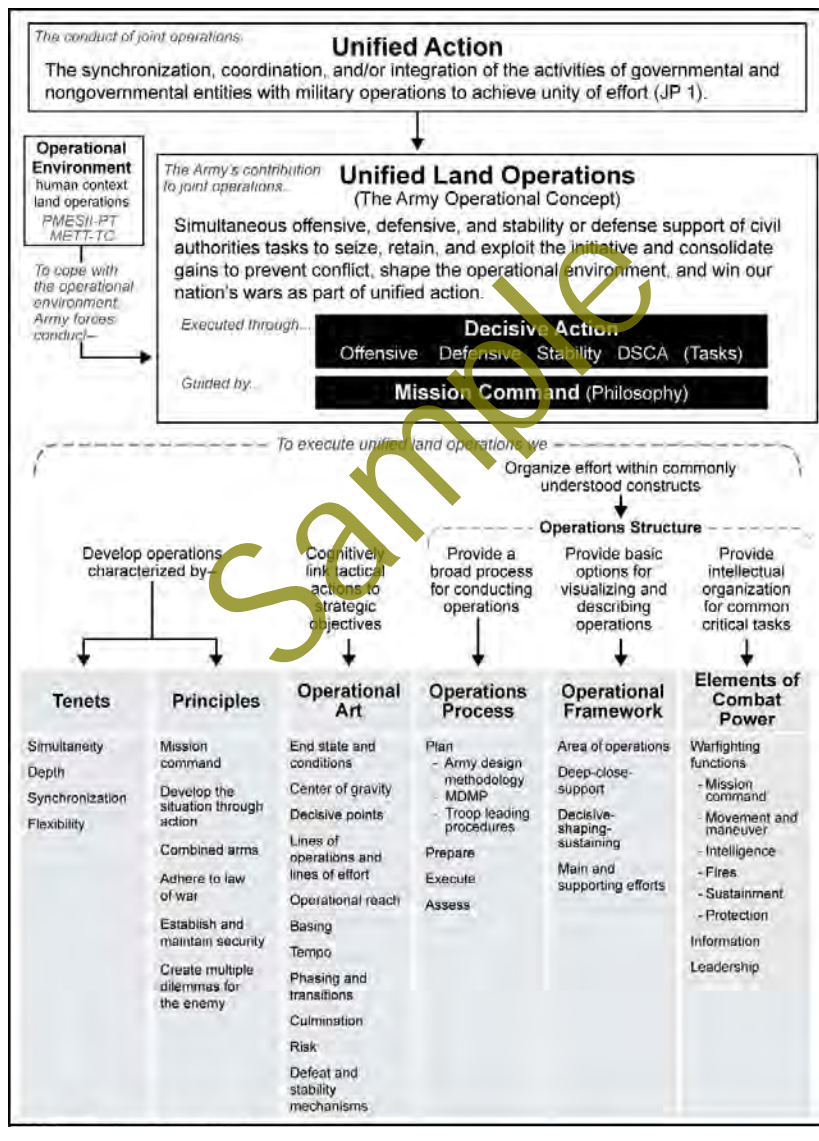 The conduct of joint operations.
Unified Action
The synchronization, coordination, and/or integration of the activities of governmental and
nongovernmental entities with military operations to achieve unity of effort (JP 1).
Operational
Environment
human context
land operations
PMESII-PT
METT-TC
To cope with
the operational
environment
Army forces
conduct–
The Army's contribution
to joint operations...
Unified Land Operations
(The Army Operational Concept)
Simultaneous offensive, defensive, and stability or defense support of civil
authorities tasks to seize, retain, and exploit the initiative and consolidate
gains to prevent conflict, shape the operational environment, and win our
nation's wars as part of unified action.
Executed through...
Decisive Action
Offensive Defensive Stability DSCA (Tasks)
Guided by...
Mission Command (Philosophy)
To execute unified land operations we
Organize effort within commonly
understood constructs
Operations Structure
Develop operations
characterized by–
Cognitively
link tactical
actions to
strategic
objectives
Provide a
broad process
for conducting
operations
Provide basic
options for
visualizing and
describing
operations
Provide
intellectual
organization
for common
critical tasks
Tenets
Simultaneity
Depth
Synchronization
Flexibility
Principles
Mission
command
Develop the
situation through
action
Combined arms
Adhere to law
of war
Establish and
maintain security
Create multiple
dilemmas for
the enemy
Operational
Art
End state and
conditions
Center of gravity
Decisive points
Lines of
operations and
lines of effort
Operational reach
Basing
Tempo
Phasing and
transitions
Culmination
Risk
Defeat and
stability
mechanisms
Operations
Process
Plan
- Army design
methodology
- MDMP
- Troop leading
procedures
Prepare
Execute
Assess
Operational
Framework
Area of operations
Deep-close-
support
Decisive-
shaping-
sustaining
Main and
supporting efforts
Elements of
Combat
Power
Warfighting
functions
- Mission
command
- Movement and
maneuver
- Intelligence
- Fires
- Sustainment
- Protection
Information
Leadership
Sample